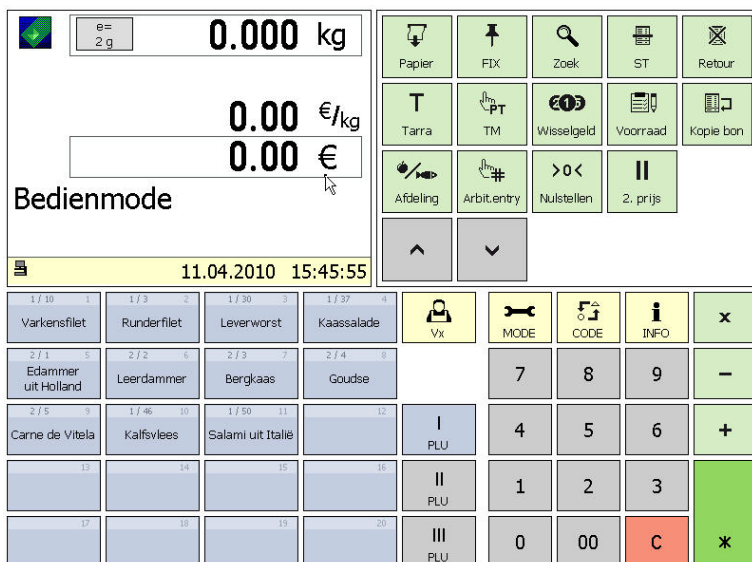 e=
2 g
0.000 kg
0.00 €/kg
0.00 €
Bedienmode
11.04.2010 15:45:55
Papier
FIX
Zoek
ST
Retour
T
Tarra
PT
TM
Wisselgeld
Voorraad
Kopie bon
Afdeling
#
Arbit.entry
>0<
Nulstellen
II
2. prijs
1 / 10 1
Varkensfilet
1 / 3 2
Runderfilet
1 / 30 3
Leverworst
1 / 37 4
Kaassalade
Vx
MODE
CODE
i
INFO
x
2 / 1 5
Edammer
uit Holland
2 / 2 6
Leerdammer
2 / 3 7
Bergkaas
2 / 4 8
Goudse
7
8
9
−
2 / 5 9
Carne de Vitela
1 / 46 10
Kalfsvlees
1 / 50 11
Salami uit Italië
12
I
PLU
4
5
6
+
13
14
15
16
II
PLU
1
2
3
17
18
19
20
III
PLU
0
00
C
*